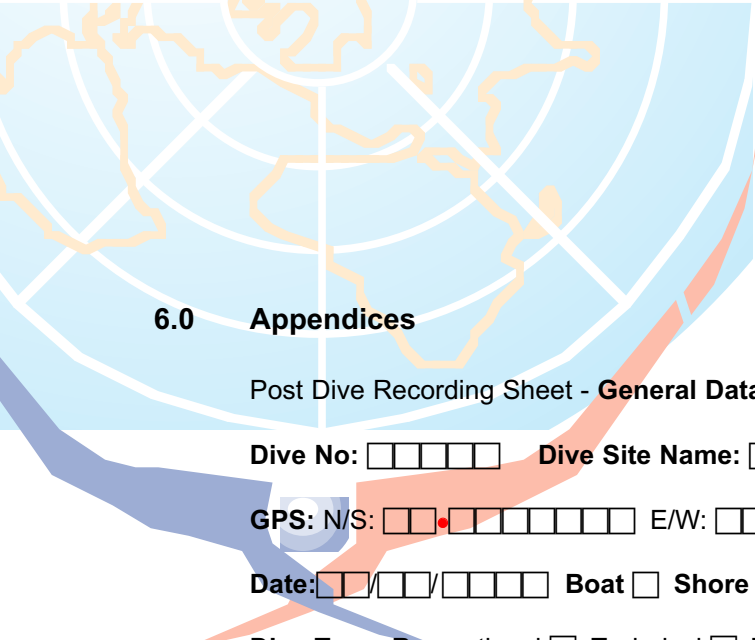 6.0 Appendices
Post Dive Recording Sheet - General Data
Dive No: Dive Site Name:
GPS: N/S: E/W:
Date: / / Boat Shore